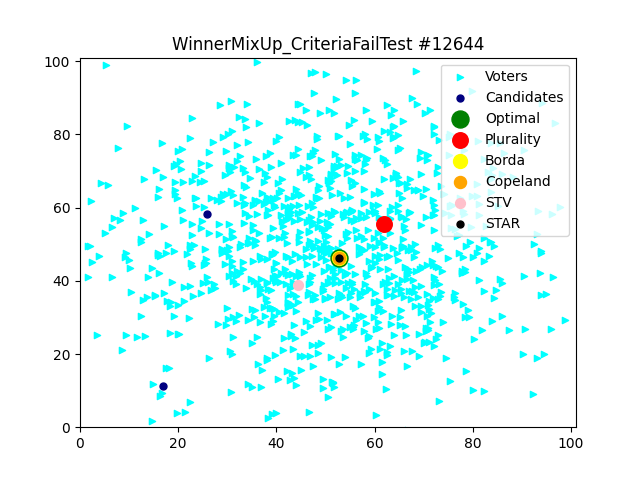 WinnerMixUp_CriteriaFailTest #12644
Voters
Candidates
Optimal
Plurality
Borda
Copeland
STV
STAR
100
80
60
40
20
0
0 20 40 60 80 100